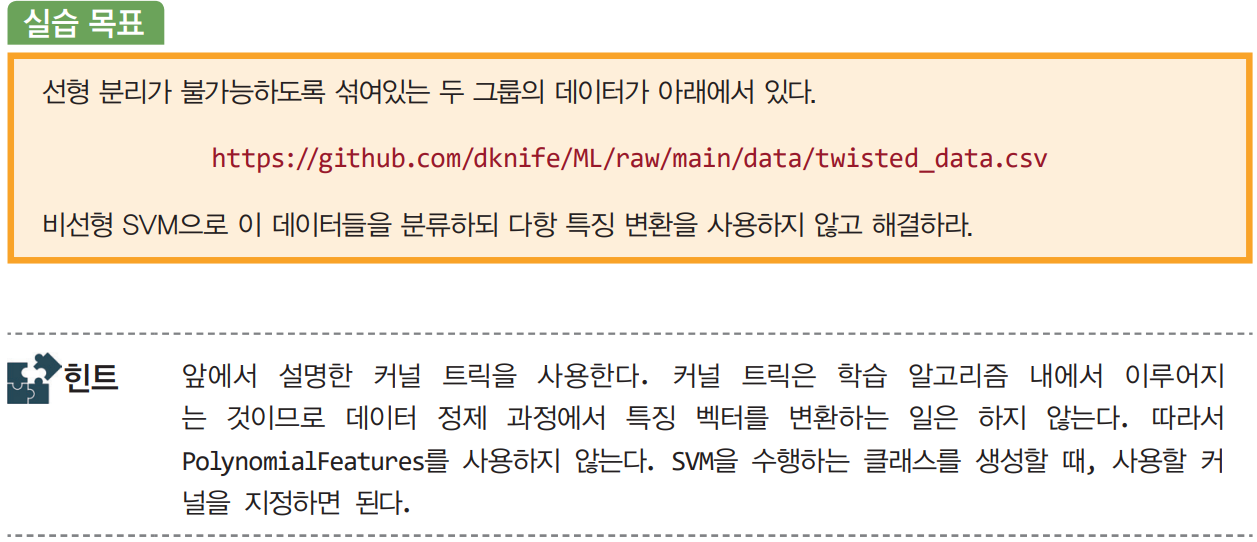 실습 목표
선형 분리가 불가능하도록 섞여있는 두 그룹의 데이터가 아래에서 있다.
https://github.com/dknife/ML/raw/main/data/twisted_data.csv
비선형 SVM으로 이 데이터들을 분류하되 다항 특징 변환을 사용하지 않고 해결하라.
힌트
앞에서 설명한 커널 트릭을 사용한다. 커널 트릭은 학습 알고리즘 내에서 이루어지
는 것이므로 데이터 정제 과정에서 특징 벡터를 변환하는 일은 하지 않는다. 따라서
PolynomialFeatures를 사용하지 않는다. SVM을 수행하는 클래스를 생성할 때, 사용할 커
널을 지정하면 된다.